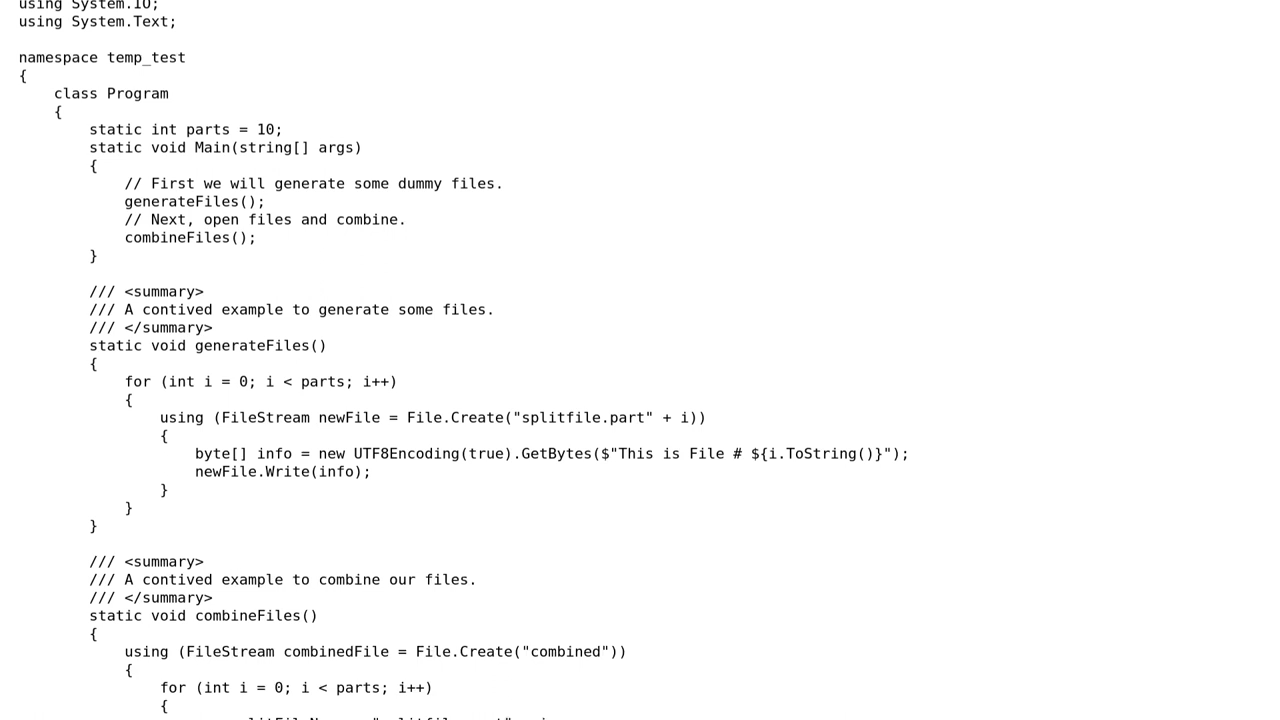 using System.IO;
using System.Text;

namespace temp_test
{
    class Program
    {
        static int parts = 10;
        static void Main(string[] args)
        {
            // First we will generate some dummy files.
            generateFiles();
            // Next, open files and combine.
            combineFiles();
        }

        /// <summary>
        /// A contived example to generate some files.
        /// </summary>
        static void generateFiles()
        {
            for (int i = 0; i < parts; i++)
            {
                using (FileStream newFile = File.Create("splitfile.part" + i))
                {
                    byte[] info = new UTF8Encoding(true).GetBytes($"This is File # ${i.ToString()}");
                    newFile.Write(info);
                }
            }
        }

        /// <summary>
        /// A contived example to combine our files.
        /// </summary>
        static void combineFiles()
        {
            using (FileStream combinedFile = File.Create("combined"))
            {
                for (int i = 0; i < parts; i++)
                {